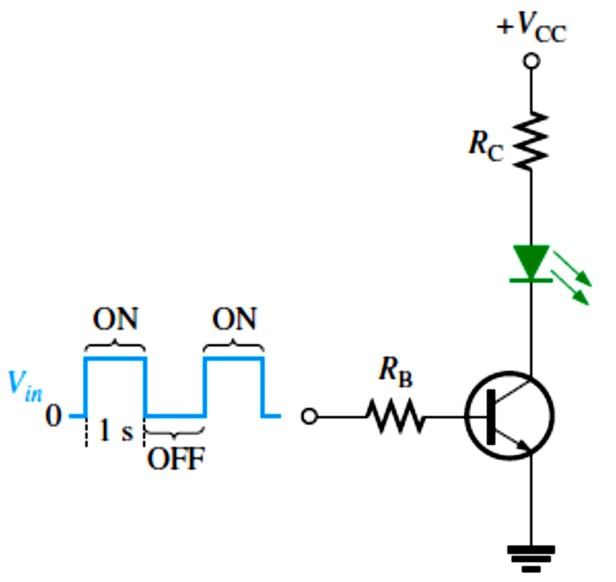 +VCC
RC
ON ON
RB
Vin
0
1 s
OFF